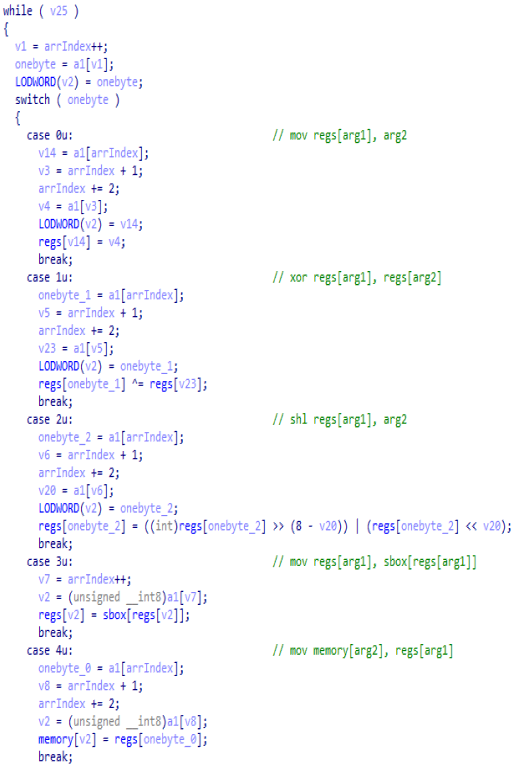 while ( v25 )
{
  v1 = arrIndex++;
  onebyte = a1[v1];
  LODWORD(v2) = onebyte;
  switch ( onebyte )
  {
    case 0u:                                // mov regs[arg1], arg2
      v14 = a1[arrIndex];
      v3 = arrIndex + 1;
      arrIndex += 2;
      v4 = a1[v3];
      LODWORD(v2) = v14;
      regs[v14] = v4;
      break;
    case 1u:                                // xor regs[arg1], regs[arg2]
      onebyte_1 = a1[arrIndex];
      v5 = arrIndex + 1;
      arrIndex += 2;
      v23 = a1[v5];
      LODWORD(v2) = onebyte_1;
      regs[onebyte_1] ^= regs[v23];
      break;
    case 2u:                                // shl regs[arg1], arg2
      onebyte_2 = a1[arrIndex];
      v6 = arrIndex + 1;
      arrIndex += 2;
      v20 = a1[v6];
      LODWORD(v2) = onebyte_2;
      regs[onebyte_2] = ((int)regs[onebyte_2] >> (8 - v20)) | (regs[onebyte_2] << v20);
      break;
    case 3u:                                // mov regs[arg1], sbox[regs[arg1]]
      v7 = arrIndex++;
      v2 = (unsigned __int8)a1[v7];
      regs[v2] = sbox[regs[v2]];
      break;
    case 4u:                                // mov memory[arg2], regs[arg1]
      onebyte_0 = a1[arrIndex];
      v8 = arrIndex + 1;
      arrIndex += 2;
      v2 = (unsigned __int8)a1[v8];
      memory[v2] = regs[onebyte_0];
      break;